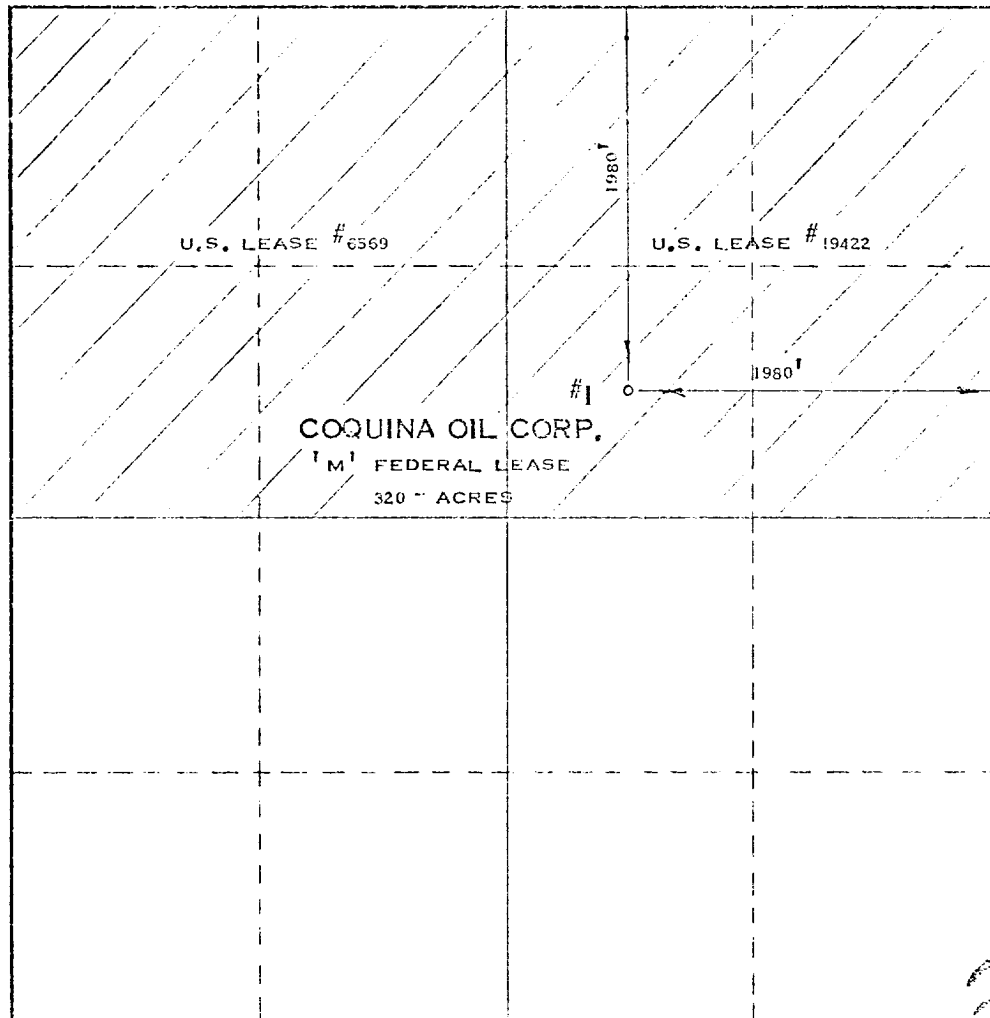 1980'
U.S. LEASE #6569
U.S. LEASE #19422
1980'
#1
COQUINA OIL CORP.
'M' FEDERAL LEASE
320 - ACRES